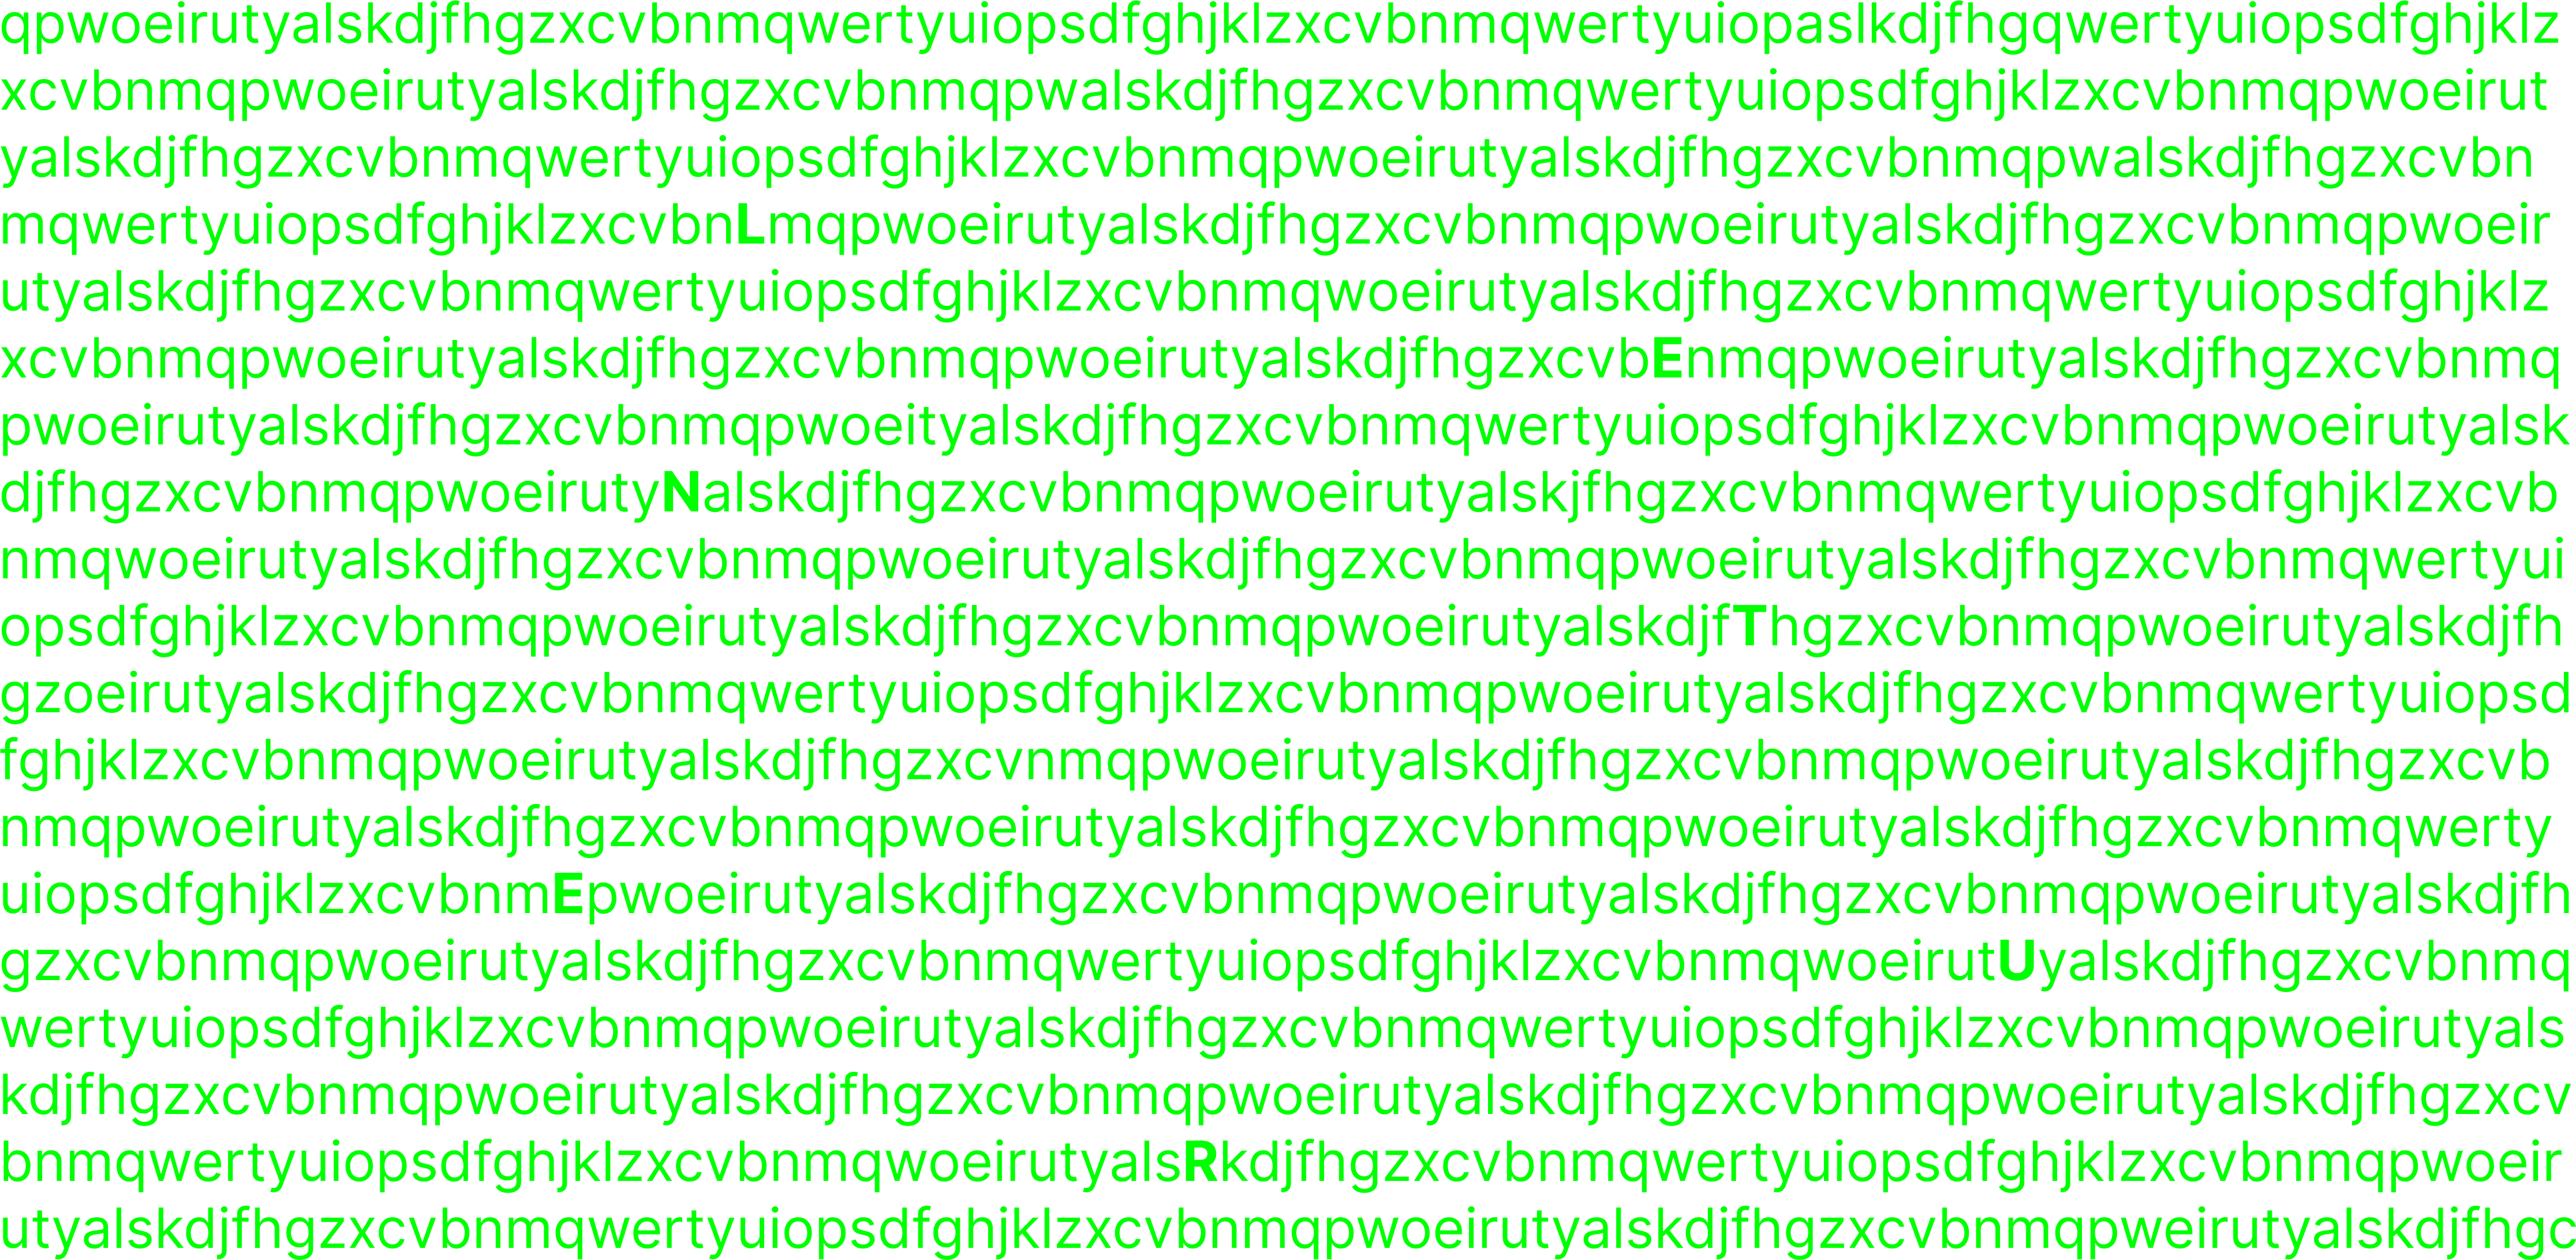 qpwoeirutyalskdjfhgzxcvbnmqwertyuiopsdfghjklzxcvbnmqwertyuiopaslkdjfhgqwertyuiopsdfghjklz
xcvbnmqpwoeirutyalskdjfhgzxcvbnmqpwalskdjfhgzxcvbnmqwertyuiopsdfghjklzxcvbnmqpwoeirut
yalskdjfhgzxcvbnmqwertyuiopsdfghjklzxcvbnmqpwoeirutyalskdjfhgzxcvbnmqpwalskdjfhgzxcvbn
mqwertyuiopsdfghjklzxcvbnLmqpwoeirutyalskdjfhgzxcvbnmqpwoeirutyalskdjfhgzxcvbnmqpwoeir
utyalskdjfhgzxcvbnmqwertyuiopsdfghjklzxcvbnmqwoeirutyalskdjfhgzxcvbnmqwertyuiopsdfghjklz
xcvbnmqpwoeirutyalskdjfhgzxcvbnmqpwoeirutyalskdjfhgzxcvbEnmqpwoeirutyalskdjfhgzxcvbnmq
pwoeirutyalskdjfhgzxcvbnmqpwoeityalskdjfhgzxcvbnmqwertyuiopsdfghjklzxcvbnmqpwoeirutyalsk
djfhgzxcvbnmqpwoeirutyNalskdjfhgzxcvbnmqpwoeirutyalskjfhgzxcvbnmqwertyuiopsdfghjklzxcvb
nmqwoeirutyalskdjfhgzxcvbnmqpwoeirutyalskdjfhgzxcvbnmqpwoeirutyalskdjfhgzxcvbnmqwertyui
opsdfghjklzxcvbnmqpwoeirutyalskdjfhgzxcvbnmqpwoeirutyalskdjfThgzxcvbnmqpwoeirutyalskdjfh
gzoeirutyalskdjfhgzxcvbnmqwertyuiopsdfghjklzxcvbnmqpwoeirutyalskdjfhgzxcvbnmqwertyuiopsd
fghjklzxcvbnmqpwoeirutyalskdjfhgzxcvnmqpwoeirutyalskdjfhgzxcvbnmqpwoeirutyalskdjfhgzxcvb
nmqpwoeirutyalskdjfhgzxcvbnmqpwoeirutyalskdjfhgzxcvbnmqpwoeirutyalskdjfhgzxcvbnmqwerty
uiopsdfghjklzxcvbnmEpwoeirutyalskdjfhgzxcvbnmqpwoeirutyalskdjfhgzxcvbnmqpwoeirutyalskdjfh
gzxcvbnmqpwoeirutyalskdjfhgzxcvbnmqwertyuiopsdfghjklzxcvbnmqwoeirutUyalskdjfhgzxcvbnmq
wertyuiopsdfghjklzxcvbnmqpwoeirutyalskdjfhgzxcvbnmqwertyuiopsdfghjklzxcvbnmqpwoeirutyals
kdjfhgzxcvbnmqpwoeirutyalskdjfhgzxcvbnmqpwoeirutyalskdjfhgzxcvbnmqpwoeirutyalskdjfhgzxcv
bnmqwertyuiopsdfghjklzxcvbnmqwoeirutyalsRkdjfhgzxcvbnmqwertyuiopsdfghjklzxcvbnmqpwoeir
utyalskdjfhgzxcvbnmqwertyuiopsdfghjklzxcvbnmqpwoeirutyalskdjfhgzxcvbnmqpweirutyalskdjfhgc